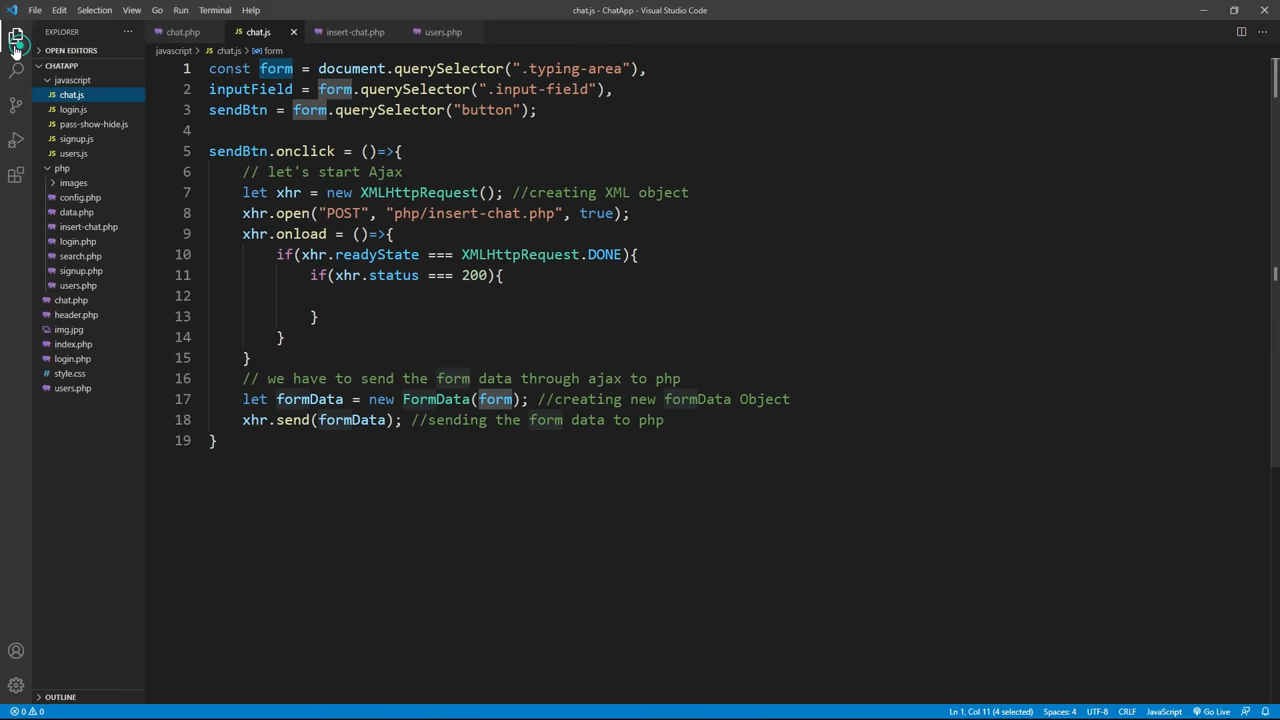 File Edit Selection View Go Run Terminal Help
chat.js - ChatApp - Visual Studio Code
EXPLORER
chat.php
chat.js
insert-chat.php
users.php
OPEN EDITORS
javascript > chat.js > form
CHATAPP
javascript
chat.js
login.js
pass-show-hide.js
signup.js
users.js
php
images
config.php
data.php
insert-chat.php
login.php
search.php
signup.php
users.php
chat.php
header.php
img.jpg
index.php
login.php
style.css
users.php
OUTLINE
1 const form = document.querySelector(".typing-area"),
2 inputField = form.querySelector(".input-field"),
3 sendBtn = form.querySelector("button");
4
5 sendBtn.onclick = ()=>{
6 // let's start Ajax
7 let xhr = new XMLHttpRequest(); //creating XML object
8 xhr.open("POST", "php/insert-chat.php", true);
9 xhr.onload = ()=>{
10 if(xhr.readyState === XMLHttpRequest.DONE){
11 if(xhr.status === 200){
12
13 }
14 }
15 }
16 // we have to send the form data through ajax to php
17 let formData = new FormData(form); //creating new formData Object
18 xhr.send(formData); //sending the form data to php
19 }
0 0
Ln 1, Col 11 (4 selected) Spaces: 4 UTF-8 CRLF JavaScript Go Live